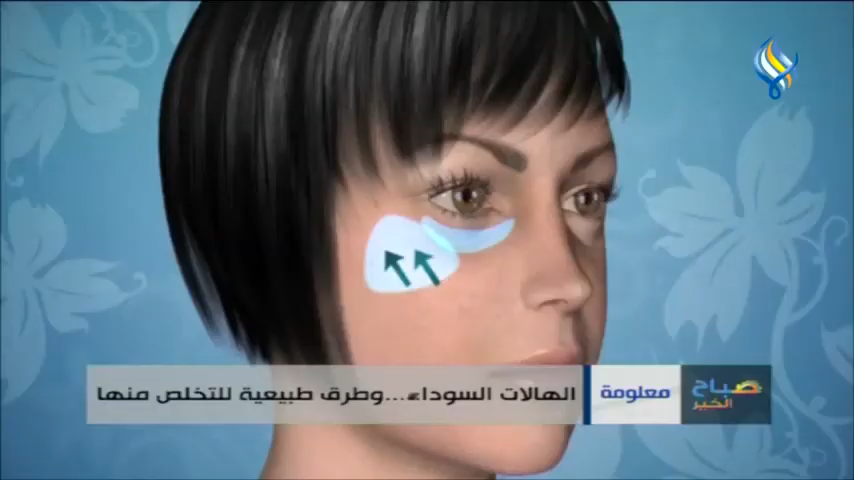 صباح الخير
معلومة
الهالات السوداء...وطرق طبيعية للتخلص منها